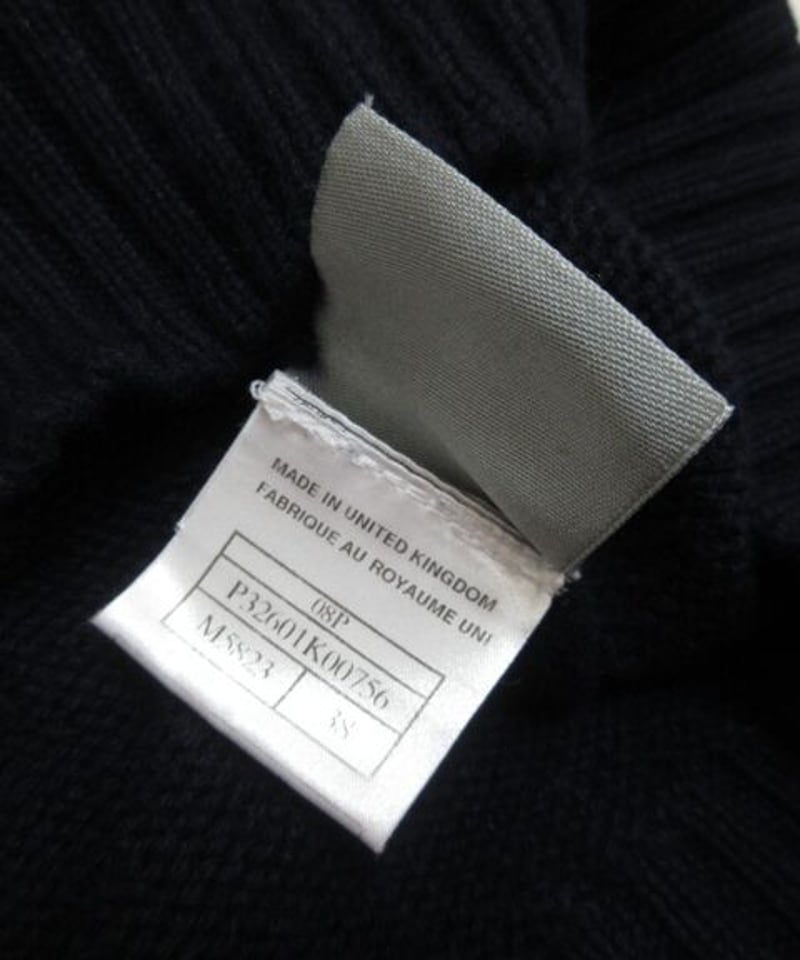 MADE IN UNITED KINGDOM
FABRIQUE AU ROYAUME UNI
08P
P32601K00756
M5823
38